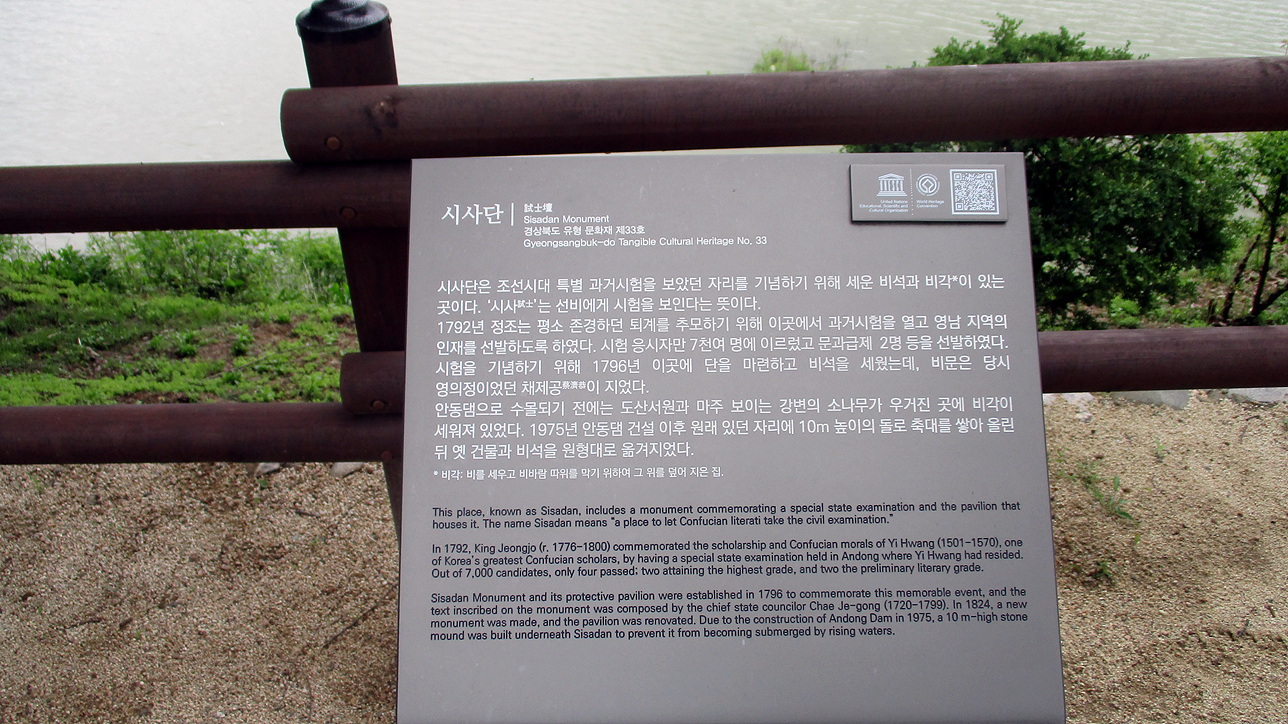 시사단
試士壇
Sisadan Monument
경상북도 유형 문화재 제33호
Gyeongsangbuk-do Tangible Cultural Heritage No. 33
United Nations
Educational, Scientific and
Cultural Organization
World Heritage
Convention
시사단은 조선시대 특별 과거시험을 보았던 자리를 기념하기 위해 세운 비석과 비각*이 있는
곳이다. ‘시사試士’는 선비에게 시험을 보인다는 뜻이다.
1792년 정조는 평소 존경하던 퇴계를 추모하기 위해 이곳에서 과거시험을 열고 영남 지역의
인재를 선발하도록 하였다. 시험 응시자만 7천여 명에 이르렀고 문과급제 2명 등을 선발하였다.
시험을 기념하기 위해 1796년 이곳에 단을 마련하고 비석을 세웠는데, 비문은 당시
영의정이었던 채제공蔡濟恭이 지었다.
안동댐으로 수몰되기 전에는 도산서원과 마주 보이는 강변의 소나무가 우거진 곳에 비각이
세워져 있었다. 1975년 안동댐 건설 이후 원래 있던 자리에 10m 높이의 돌로 축대를 쌓아 올린
뒤 옛 건물과 비석을 원형대로 옮겨지었다.
* 비각: 비를 세우고 비바람 따위를 막기 위하여 그 위를 덮어 지은 집.
This place, known as Sisadan, includes a monument commemorating a special state examination and the pavilion that
houses it. The name Sisadan means “a place to let Confucian literati take the civil examination.”
In 1792, King Jeongjo (r. 1776-1800) commemorated the scholarship and Confucian morals of Yi Hwang (1501-1570), one
of Korea's greatest Confucian scholars, by having a special state examination held in Andong where Yi Hwang had resided.
Out of 7,000 candidates, only four passed; two attaining the highest grade, and two the preliminary literary grade.
Sisadan Monument and its protective pavilion were established in 1796 to commemorate this memorable event, and the
text inscribed on the monument was composed by the chief state councilor Chae Je-gong (1720-1799). In 1824, a new
monument was made, and the pavilion was renovated. Due to the construction of Andong Dam in 1975, a 10 m-high stone
mound was built underneath Sisadan to prevent it from becoming submerged by rising waters.